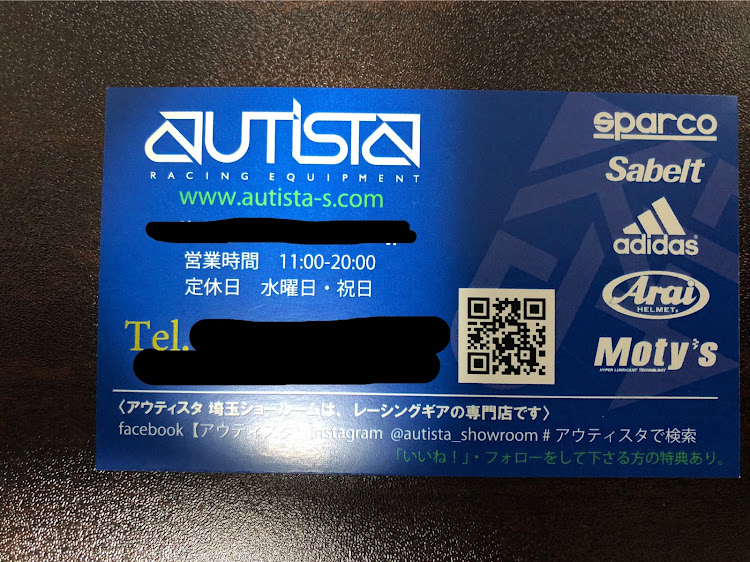 AUTISTA
RACING EQUIPMENT
www.autista-s.com
営業時間 11:00-20:00
定休日 水曜日・祝日
Tel.
sparco
Sabelt
adidas
Arai
HELMET
Moty's
HYPER LUBRICANT TECHNOLOGY
〈アウティスタ 埼玉ショールームは、レーシングギアの専門店です〉
facebook【アウティスタ】 Instagram @autista_showroom # アウティスタで検索
「いいね!」・フォローをして下さる方の特典あり。